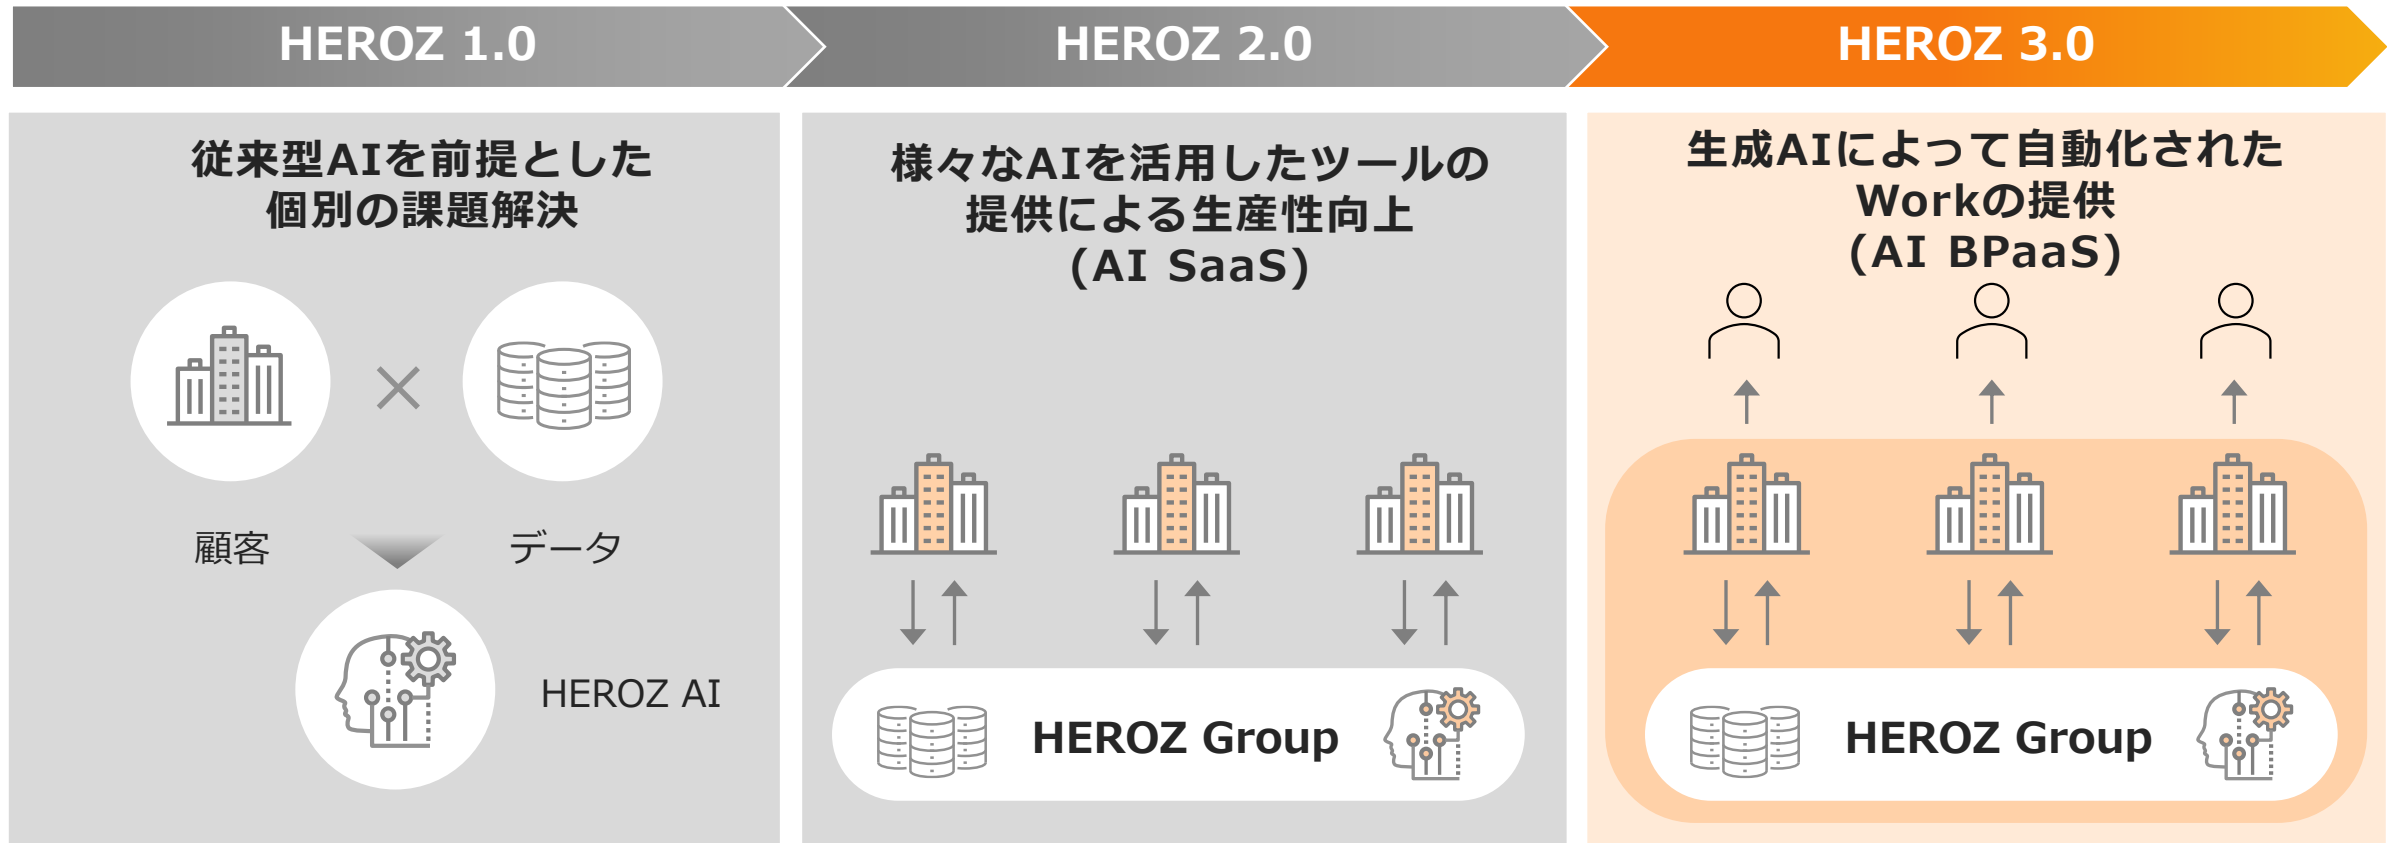 HEROZ 1.0
従来型AIを前提とした
個別の課題解決
顧客
データ
HEROZ AI
HEROZ 2.0
様々なAIを活用したツールの
提供による生産性向上
(AI SaaS)
HEROZ Group
HEROZ 3.0
生成AIによって自動化された
Workの提供
(AI BPaaS)
HEROZ Group